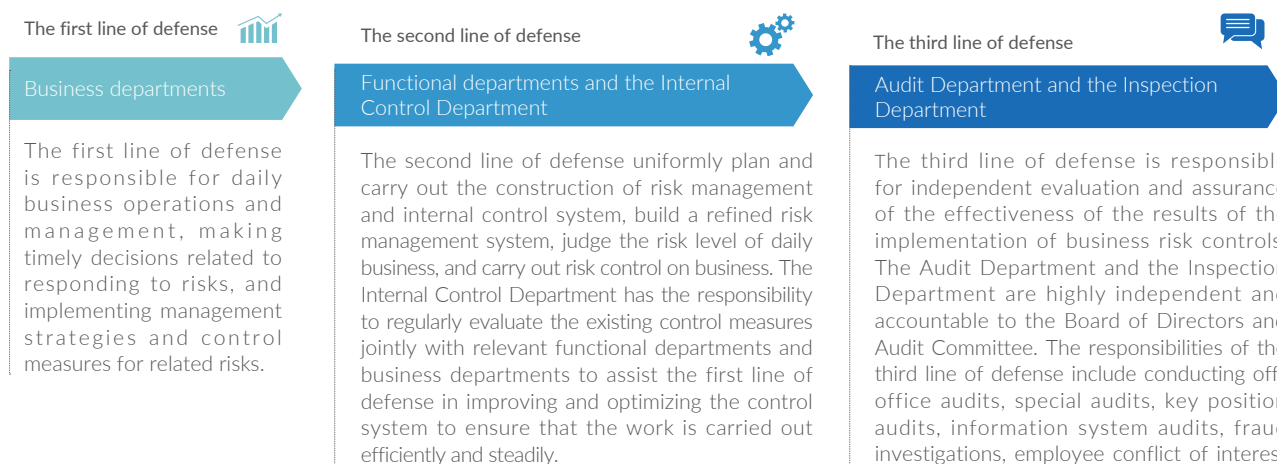 The first line of defense
Business departments
The first line of defense
is responsible for daily
business operations and
management, making
timely decisions related to
responding to risks, and
implementing management
strategies and control
measures for related risks.
The second line of defense
Functional departments and the Internal
Control Department
The second line of defense uniformly plan and
carry out the construction of risk management
and internal control system, build a refined risk
management system, judge the risk level of daily
business, and carry out risk control on business. The
Internal Control Department has the responsibility
to regularly evaluate the existing control measures
jointly with relevant functional departments and
business departments to assist the first line of
defense in improving and optimizing the control
system to ensure that the work is carried out
efficiently and steadily.
The third line of defense
Audit Department and the Inspection
Department
The third line of defense is responsibl
for independent evaluation and assurance
of the effectiveness of the results of th
implementation of business risk controls
The Audit Department and the Inspection
Department are highly independent and
accountable to the Board of Directors and
Audit Committee. The responsibilities of the
third line of defense include conducting off
office audits, special audits, key position
audits, information system audits, fraud
investigations, employee conflict of interes